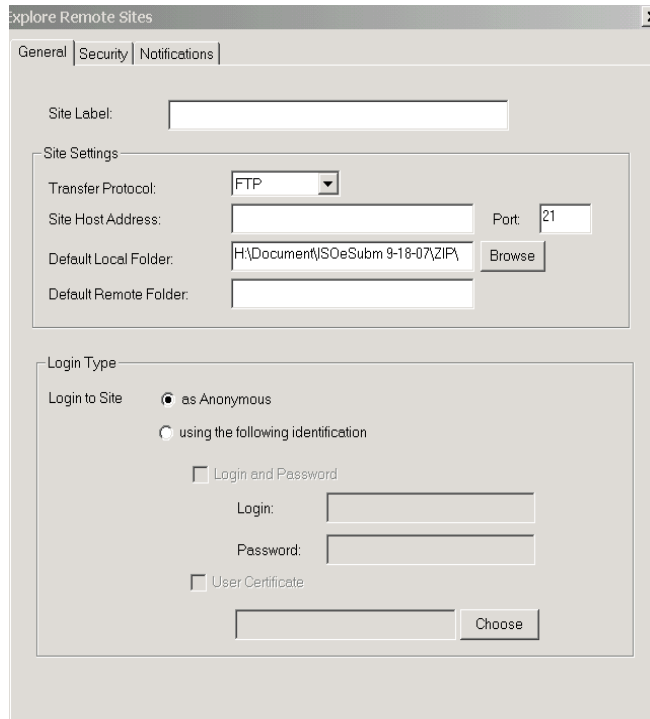 Explore Remote Sites
General Security Notifications
Site Label:
Site Settings
Transfer Protocol: FTP
Site Host Address: Port: 21
Default Local Folder: H:\Document\ISOeSubm 9-18-07\ZIP\ Browse
Default Remote Folder:
Login Type
Login to Site as Anonymous
using the following identification
Login and Password
Login:
Password:
User Certificate
Choose